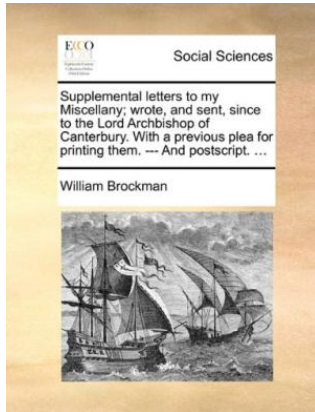 ECCO
Social Sciences
Supplemental letters to my
Miscellany; wrote, and sent, since
to the Lord Archbishop of
Canterbury. With a previous plea for
printing them. --- And postscript. ...
William Brockman